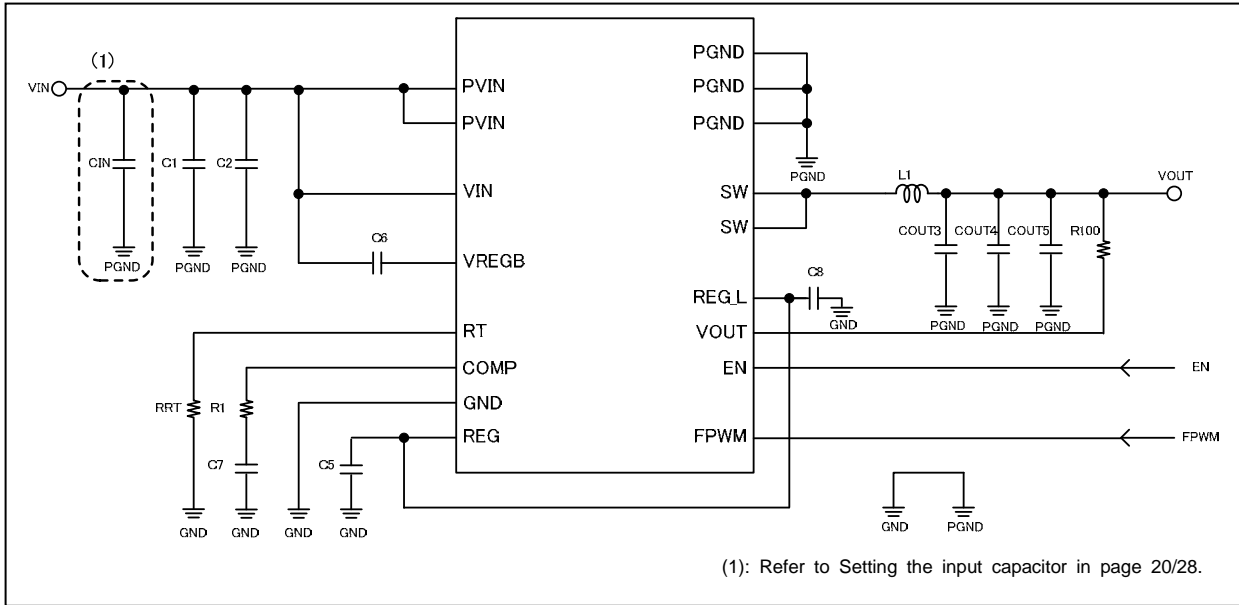 (1)
VIN
CIN
C1
C2
PGND
PGND
PGND
C6
PVIN
PVIN
VIN
VREGB
RT
COMP
GND
REG
RRT
R1
C7
C5
GND
GND
GND
GND
PGND
PGND
PGND
SW
SW
REG_L
VOUT
EN
FPWM
PGND
L1
VOUT
COUT3
COUT4
COUT5
R100
C8
GND
PGND
PGND
PGND
EN
FPWM
GND
PGND
(1): Refer to Setting the input capacitor in page 20/28.